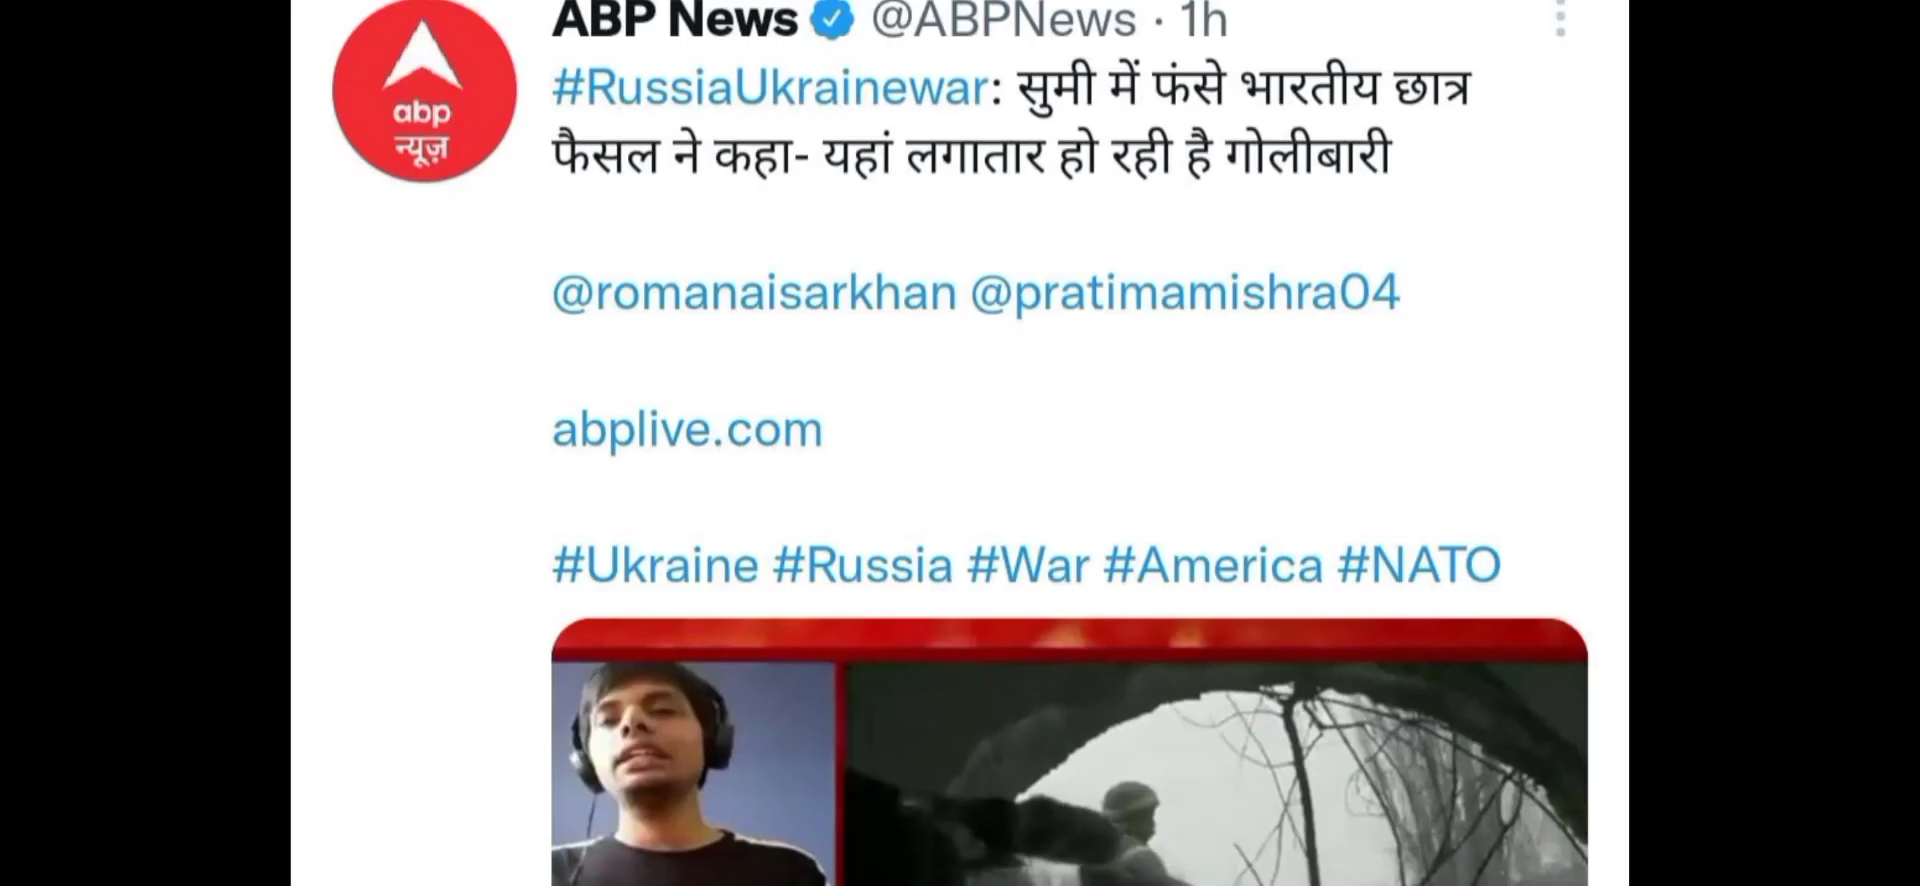 ABP News @ABPNews · 1h
abp
न्यूज़
#RussiaUkrainewar: सुमी में फंसे भारतीय छात्र
फैसल ने कहा- यहां लगातार हो रही है गोलीबारी
@romanaisarkhan @pratimamishra04
abplive.com
#Ukraine #Russia #War #America #NATO